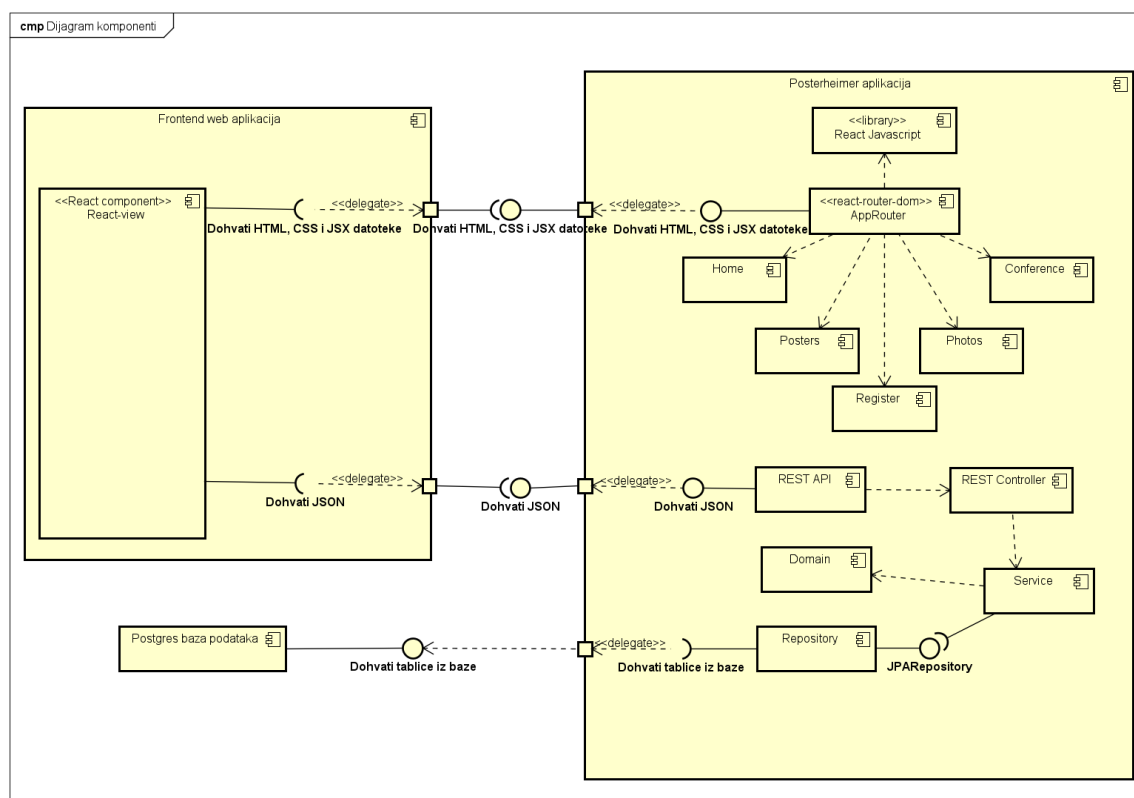 cmp Dijagram komponenti
Posterheimer aplikacija
Frontend web aplikacija
<<library>>
React Javascript
<<React component>>
React-view
<<delegate>>
<<delegate>>
<<react-router-dom>>
AppRouter
Dohvati HTML, CSS i JSX datoteke
Dohvati HTML, CSS i JSX datoteke
Dohvati HTML, CSS i JSX datoteke
Home
Conference
Posters
Photos
Register
<<delegate>>
<<delegate>>
REST API
REST Controller
Dohvati JSON
Dohvati JSON
Dohvati JSON
Domain
Service
Postgres baza podataka
<<delegate>>
Repository
Dohvati tablice iz baze
Dohvati tablice iz baze
JPARepository